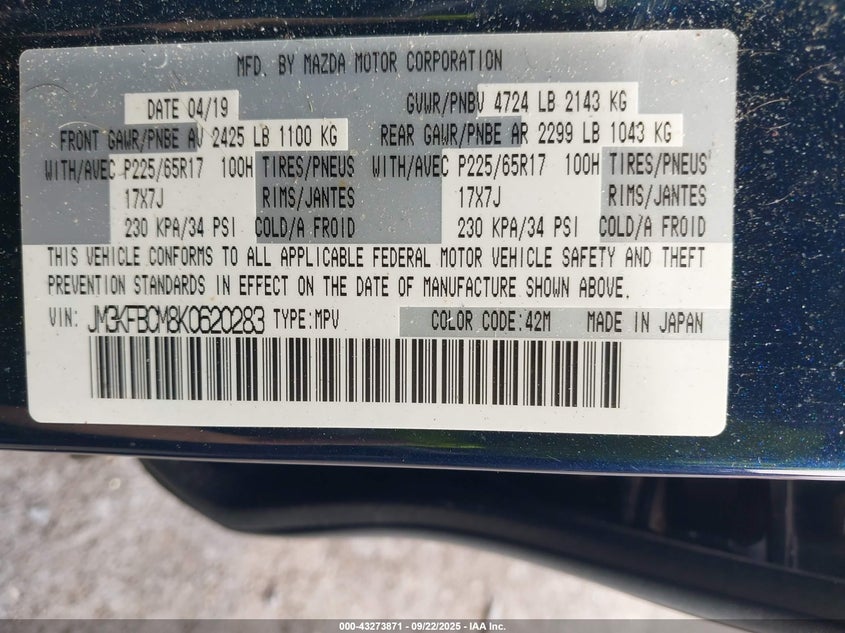 MFD. BY MAZDA MOTOR CORPORATION
DATE 04/19 GVWR/PNBV 4724 LB 2143 KG
FRONT GAWR/PNBE AV 2425 LB 1100 KG REAR GAWR/PNBE AR 2299 LB 1043 KG
WITH/AVEC P225/65R17 100H TIRES/PNEUS WITH/AVEC P225/65R17 100H TIRES/PNEUS
17X7J RIMS/JANTES 17X7J RIMS/JANTES
230 KPA/34 PSI COLD/A FROID 230 KPA/34 PSI COLD/A FROID
THIS VEHICLE CONFORMS TO ALL APPLICABLE FEDERAL MOTOR VEHICLE SAFETY AND THEFT
PREVENTION STANDARDS IN EFFECT ON THE DATE OF MANUFACTURE SHOWN ABOVE.
VIN: JM3KFBCM8K0620283 TYPE:MPV COLOR CODE:42M MADE IN JAPAN
000-43273871 - 09/22/2025 - IAA Inc.